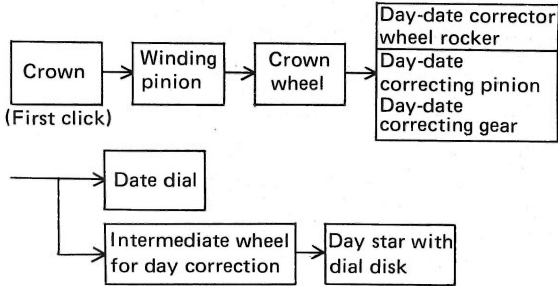 Crown
(First click)
Winding
pinion
Crown
wheel
Day-date corrector
wheel rocker
Day-date
correcting pinion
Day-date
correcting gear
Date dial
Intermediate wheel
for day correction
Day star with
dial disk